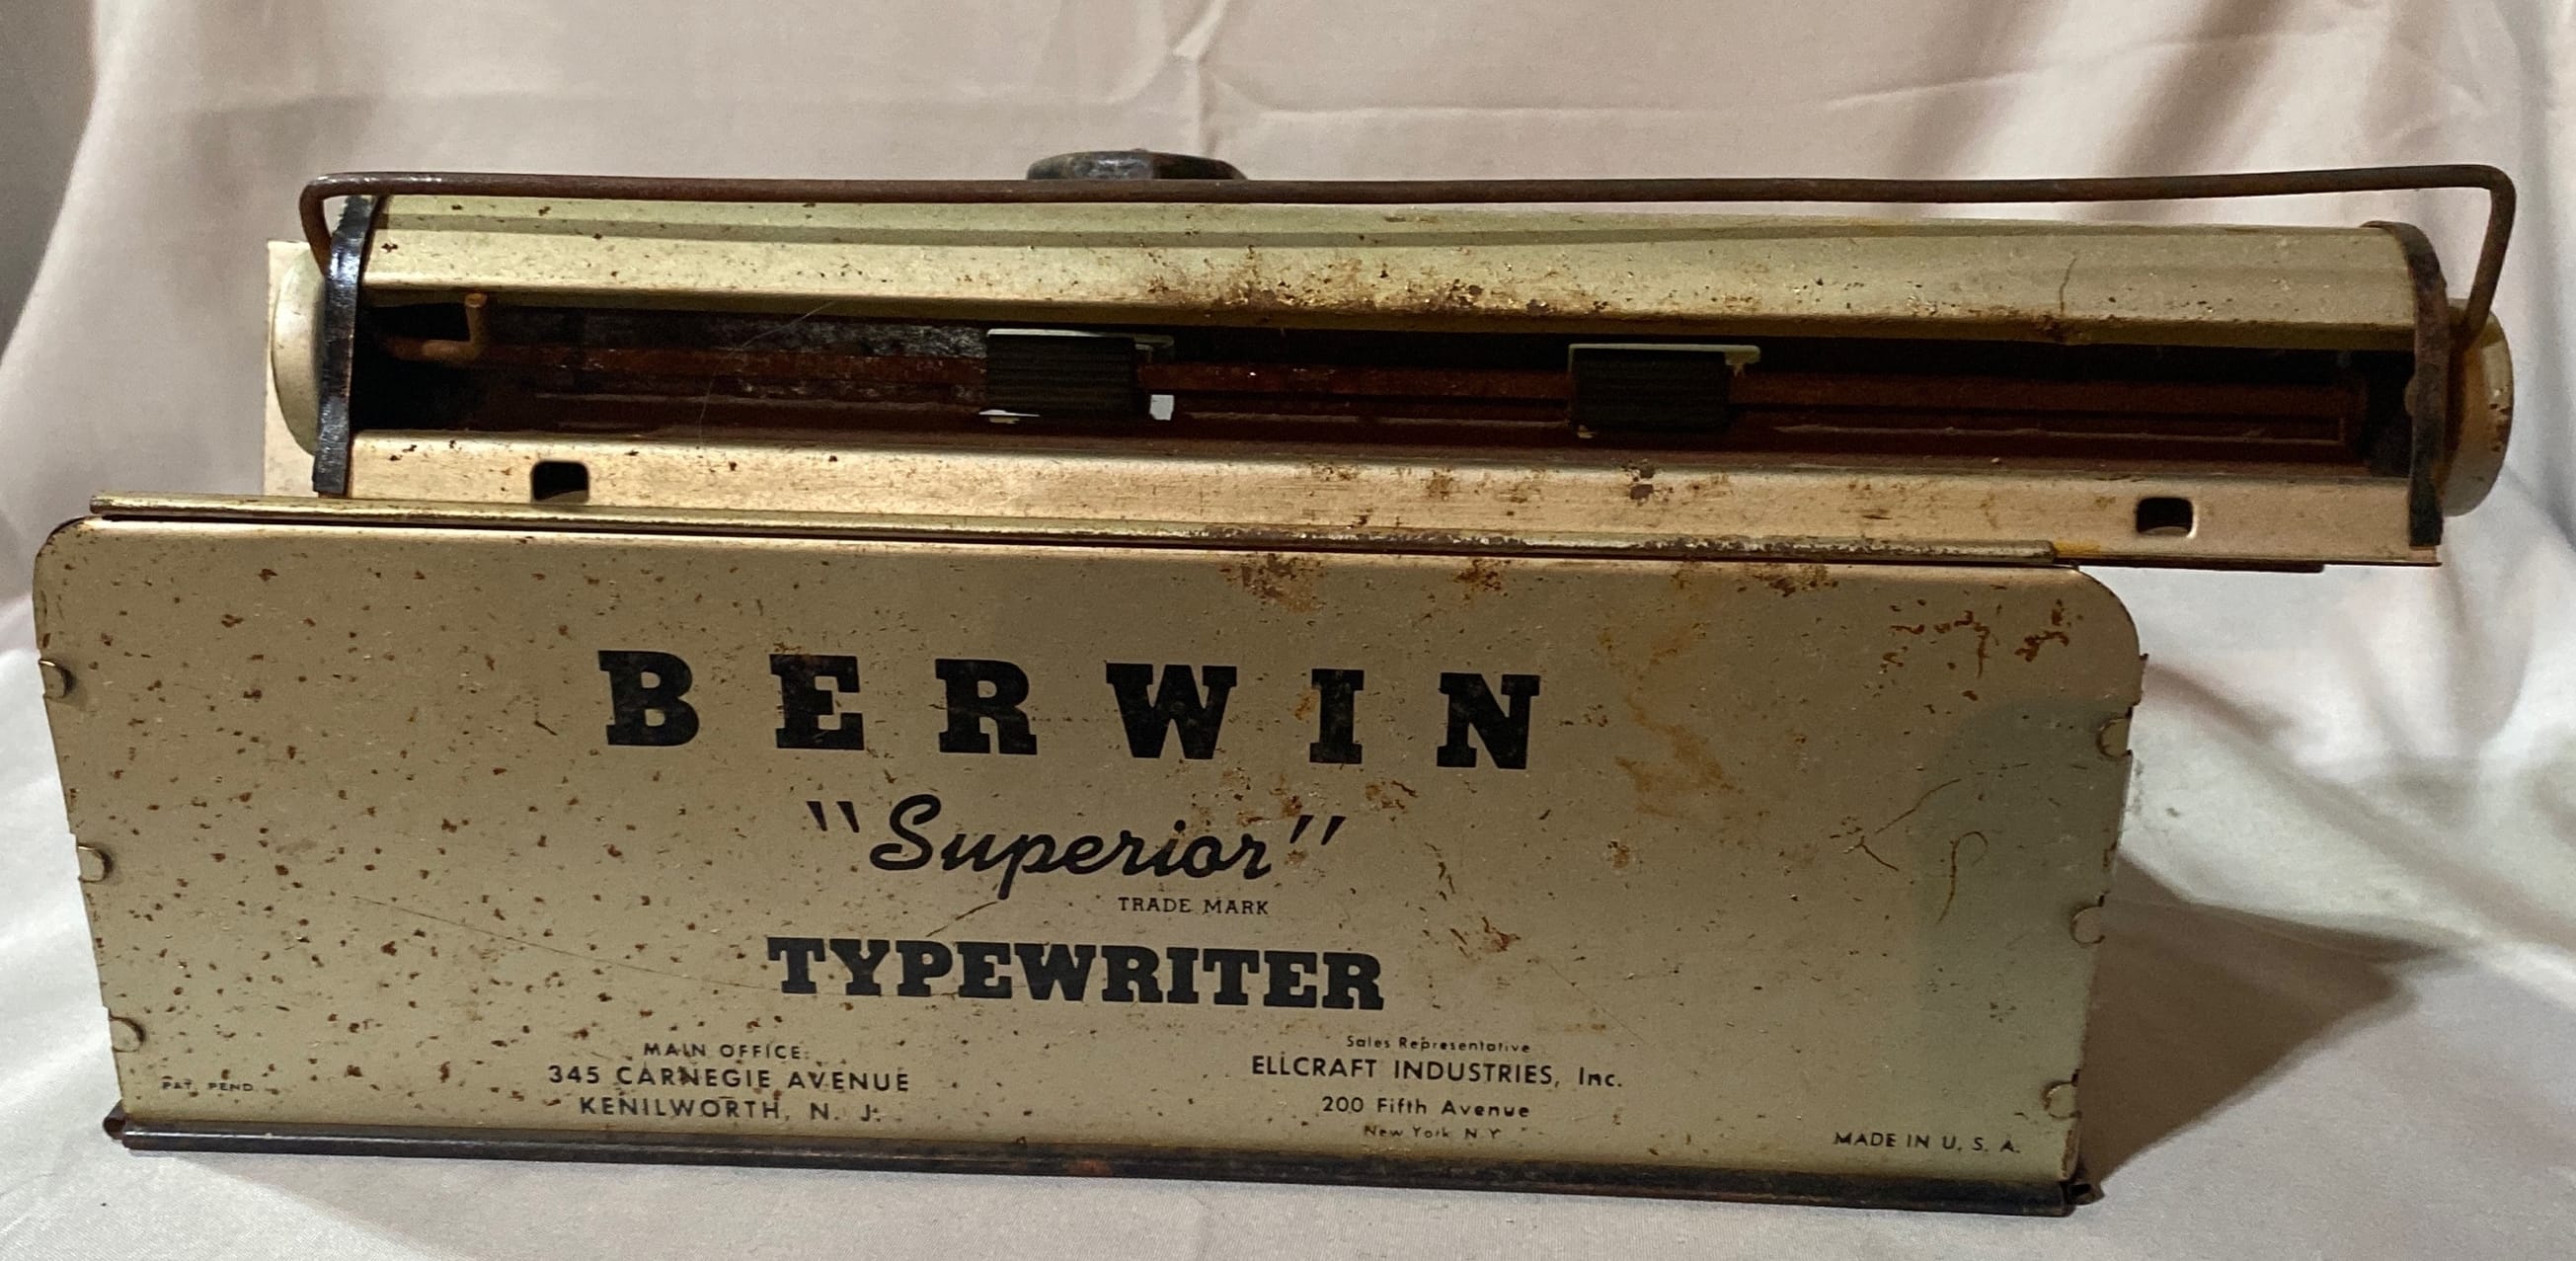 BERWIN
"Superior"
TRADE MARK
TYPEWRITER
MAIN OFFICE:
345 CARNEGIE AVENUE
KENILWORTH, N. J.
Sales Representative
ELLCRAFT INDUSTRIES, Inc.
200 Fifth Avenue
New York N Y
PAT. PEND.
MADE IN U. S. A.